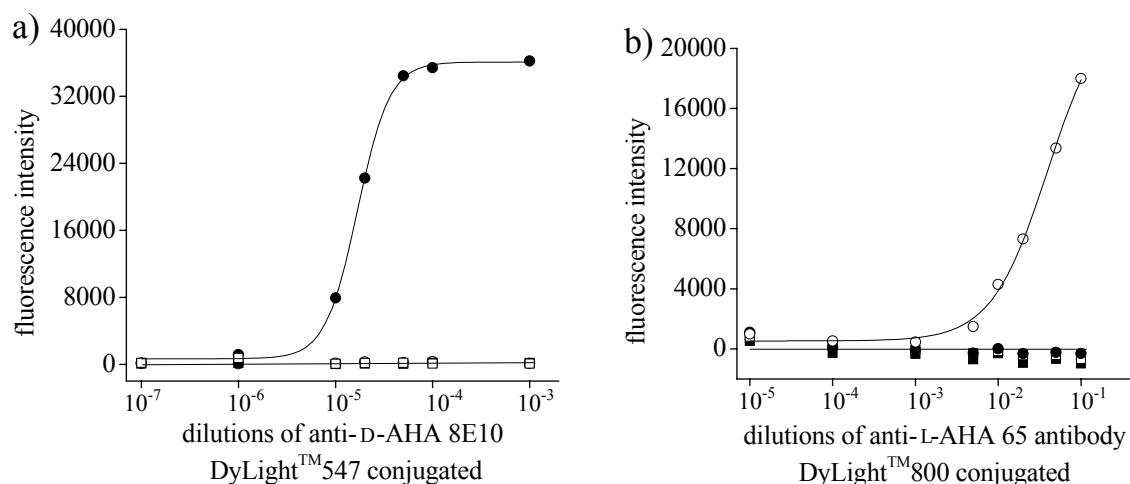 a)
40000
32000
24000
16000
8000
0
fluorescence intensity
10-7 10-6 10-5 10-4 10-3
dilutions of anti-D-AHA 8E10
DyLight™547 conjugated
b)
20000
16000
12000
8000
4000
0
fluorescence intensity
10-5 10-4 10-3 10-2 10-1
dilutions of anti-L-AHA 65 antibody
DyLight™800 conjugated